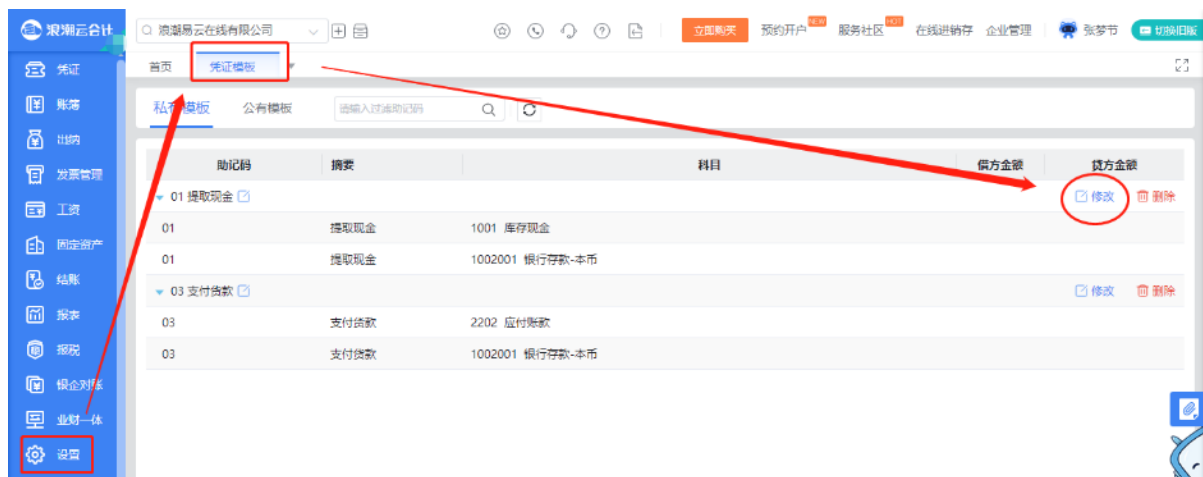 浪潮云会计
浪潮易云在线有限公司
立即购买
预约开户
NEW
服务社区
HOT
在线进销存
企业管理
张梦节
切换旧版
凭证
账簿
出纳
发票管理
工资
固定资产
结账
报表
报税
银企对账
业财一体
设置
首页
凭证模板
私有模板
公有模板
请输入过滤助记码
助记码 摘要 科目 借方金额 贷方金额
01 提取现金 修改 删除
01 提取现金 1001 库存现金
01 提取现金 1002001 银行存款-本币
03 支付货款 修改 删除
03 支付货款 2202 应付账款
03 支付货款 1002001 银行存款-本币